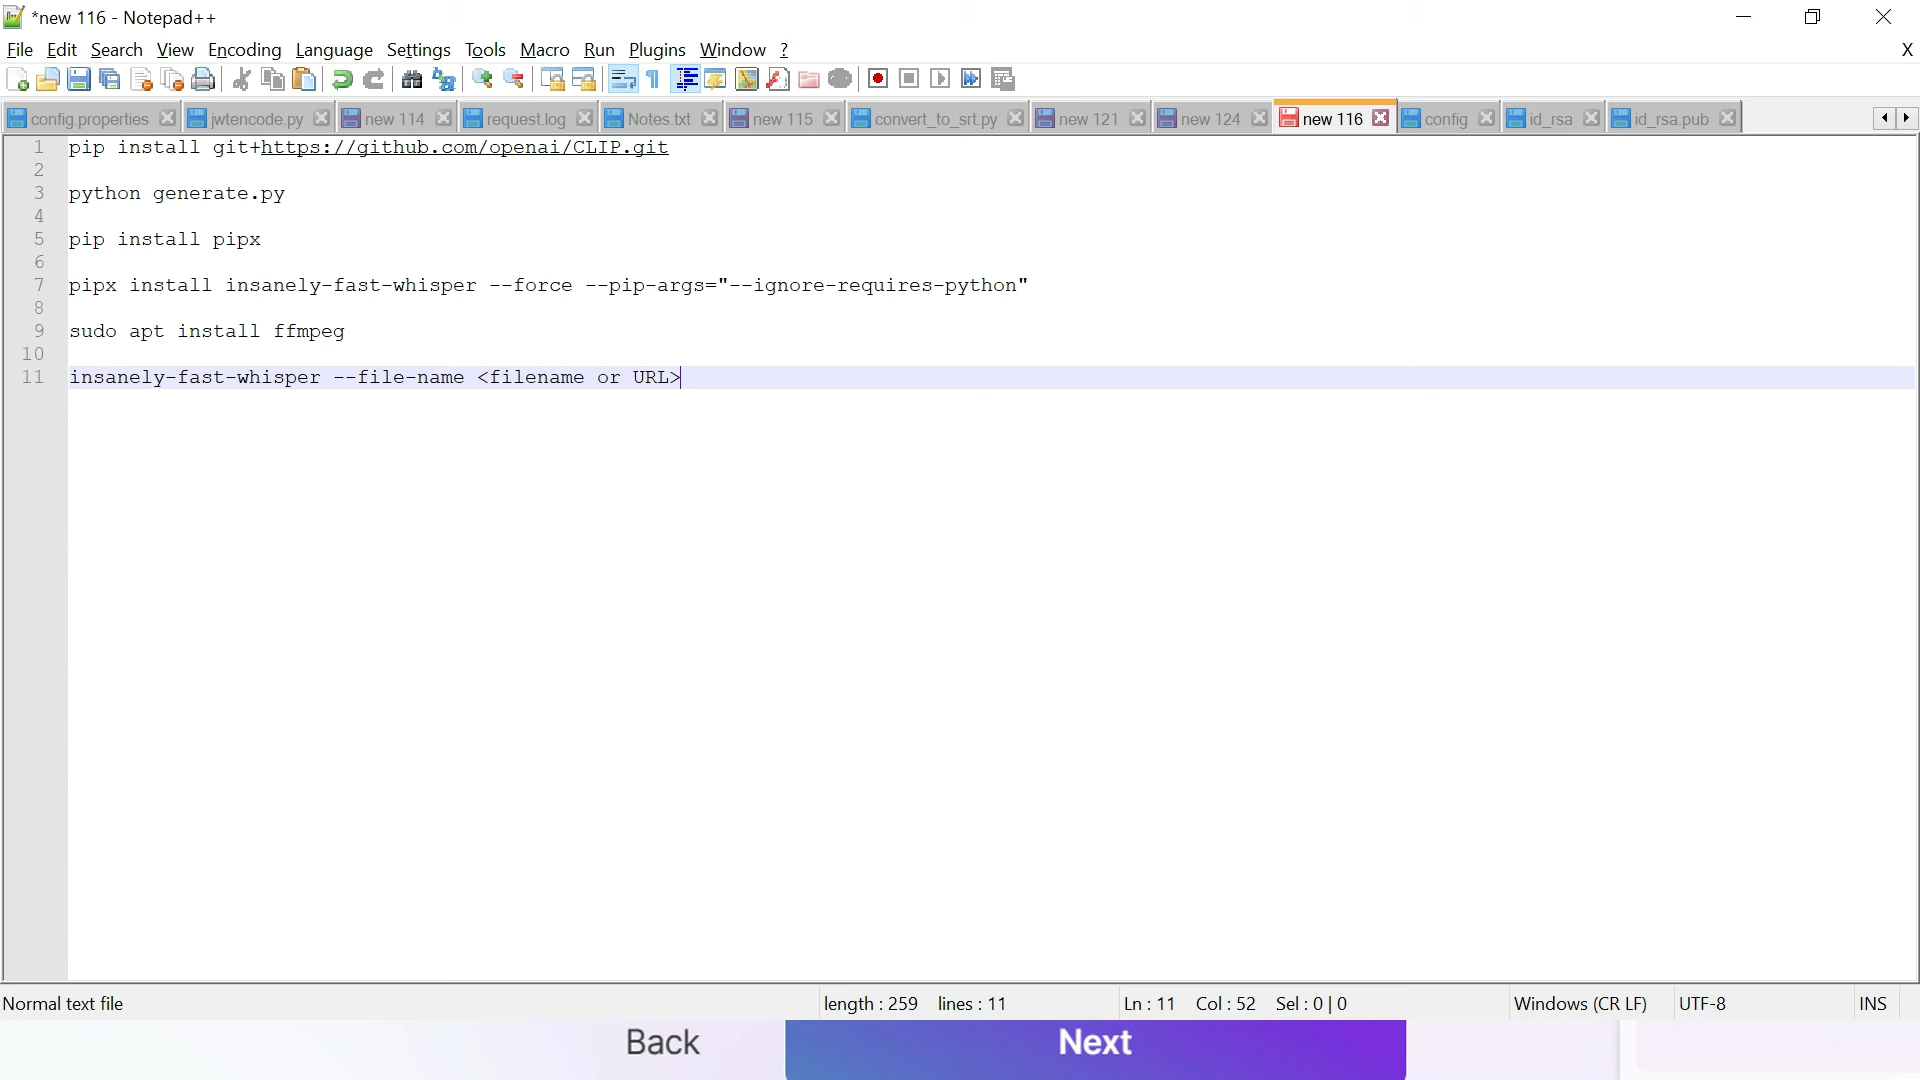 *new 116 - Notepad++
File Edit Search View Encoding Language Settings Tools Macro Run Plugins Window ?
X
config.properties jwtencode.py new 114 request.log Notes.txt new 115 convert_to_srt.py new 121 new 124 new 116 config id_rsa id_rsa.pub
1 pip install git+https://github.com/openai/CLIP.git
2
3 python generate.py
4
5 pip install pipx
6
7 pipx install insanely-fast-whisper --force --pip-args="--ignore-requires-python"
8
9 sudo apt install ffmpeg
10
11 insanely-fast-whisper --file-name <filename or URL>
Normal text file length : 259 lines : 11 Ln : 11 Col : 52 Sel : 0 | 0 Windows (CR LF) UTF-8 INS
Back Next